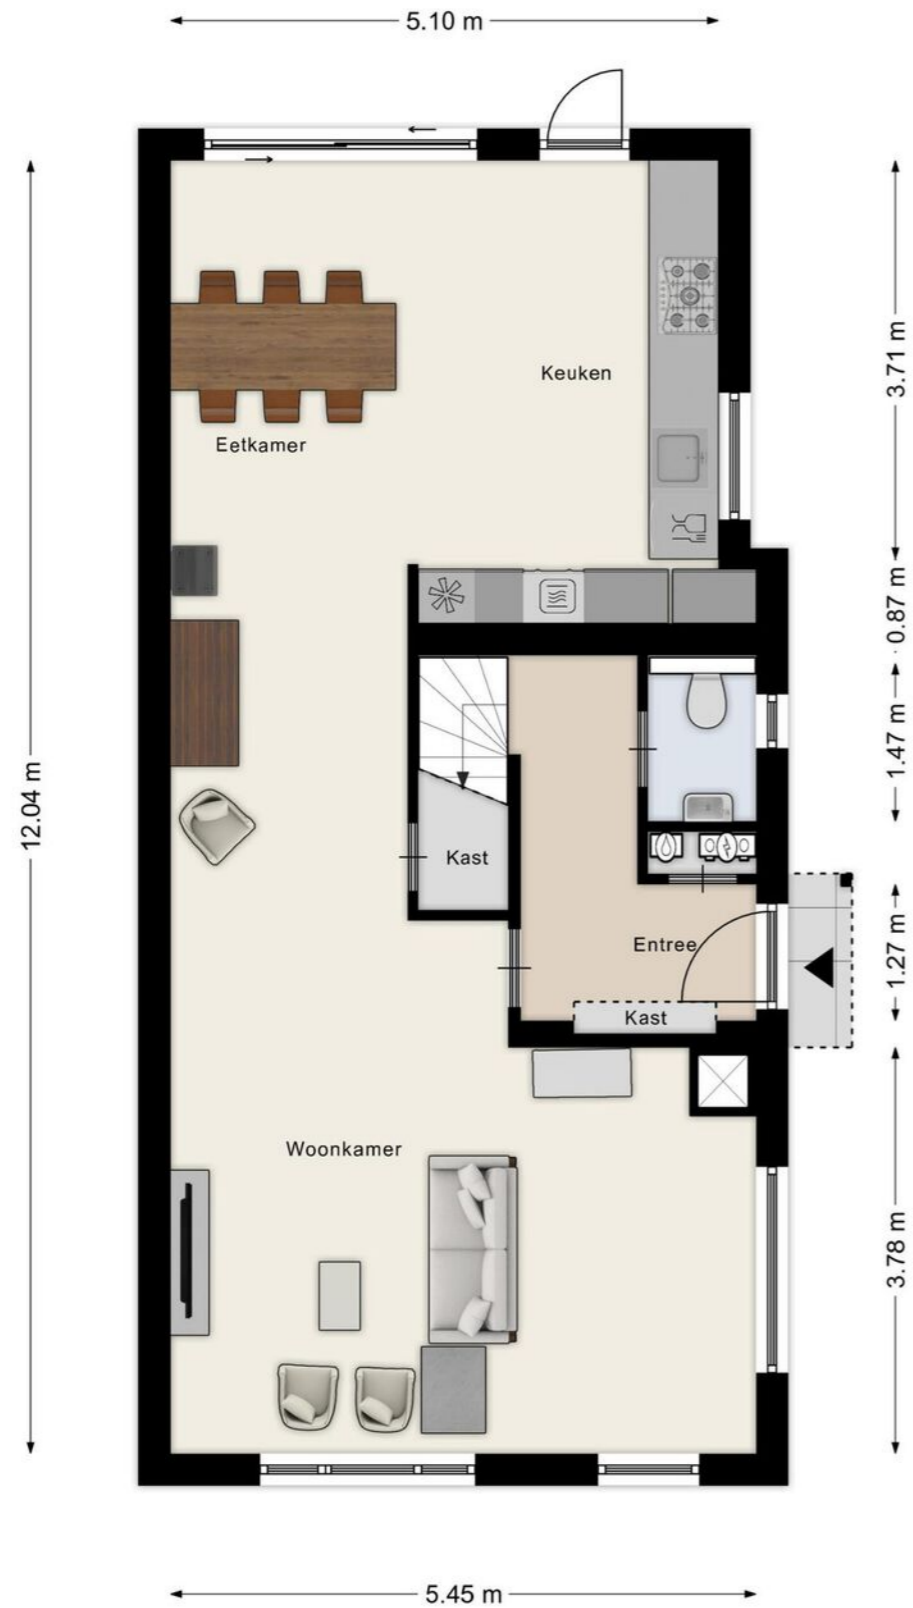 5.10 m
3.71 m
Keuken
Eetkamer
0.87 m
1.47 m
12.04 m
Kast
Entree
1.27 m
Kast
Woonkamer
3.78 m
5.45 m